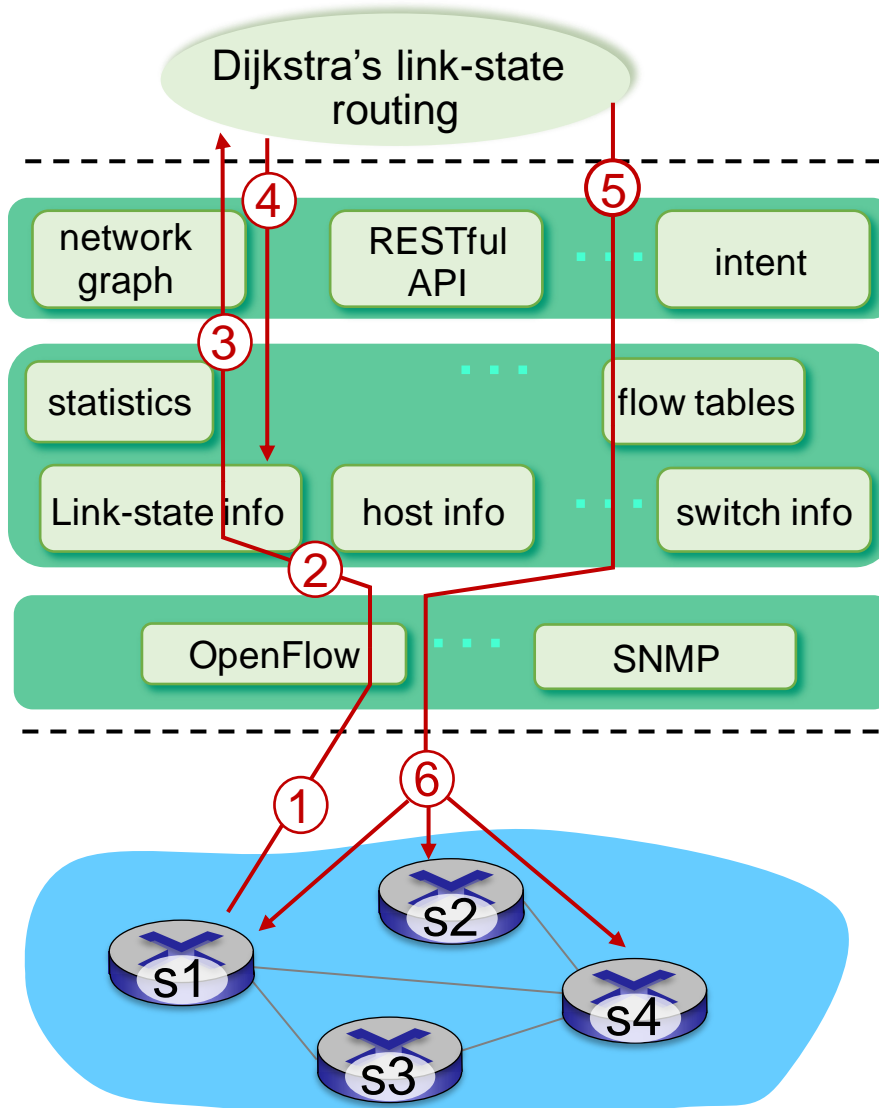 Dijkstra’s link-state
routing
4
5
network
graph
RESTful
API
. . .
intent
3
. . .
statistics
flow tables
Link-state info
host info
. . .
switch info
2
OpenFlow
. . .
SNMP
1
6
s2
s1
s4
s3